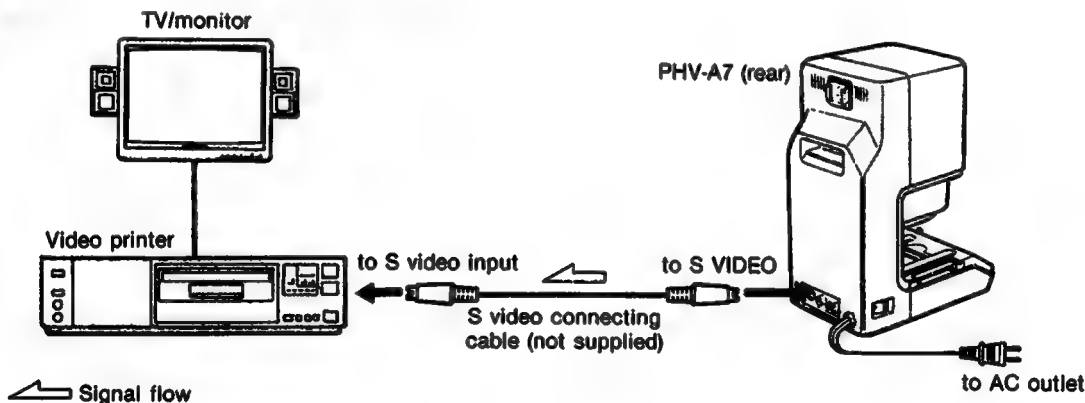 TV/monitor
PHV-A7 (rear)
Video printer
to S video input
to S VIDEO
S video connecting
cable (not supplied)
to AC outlet
Signal flow